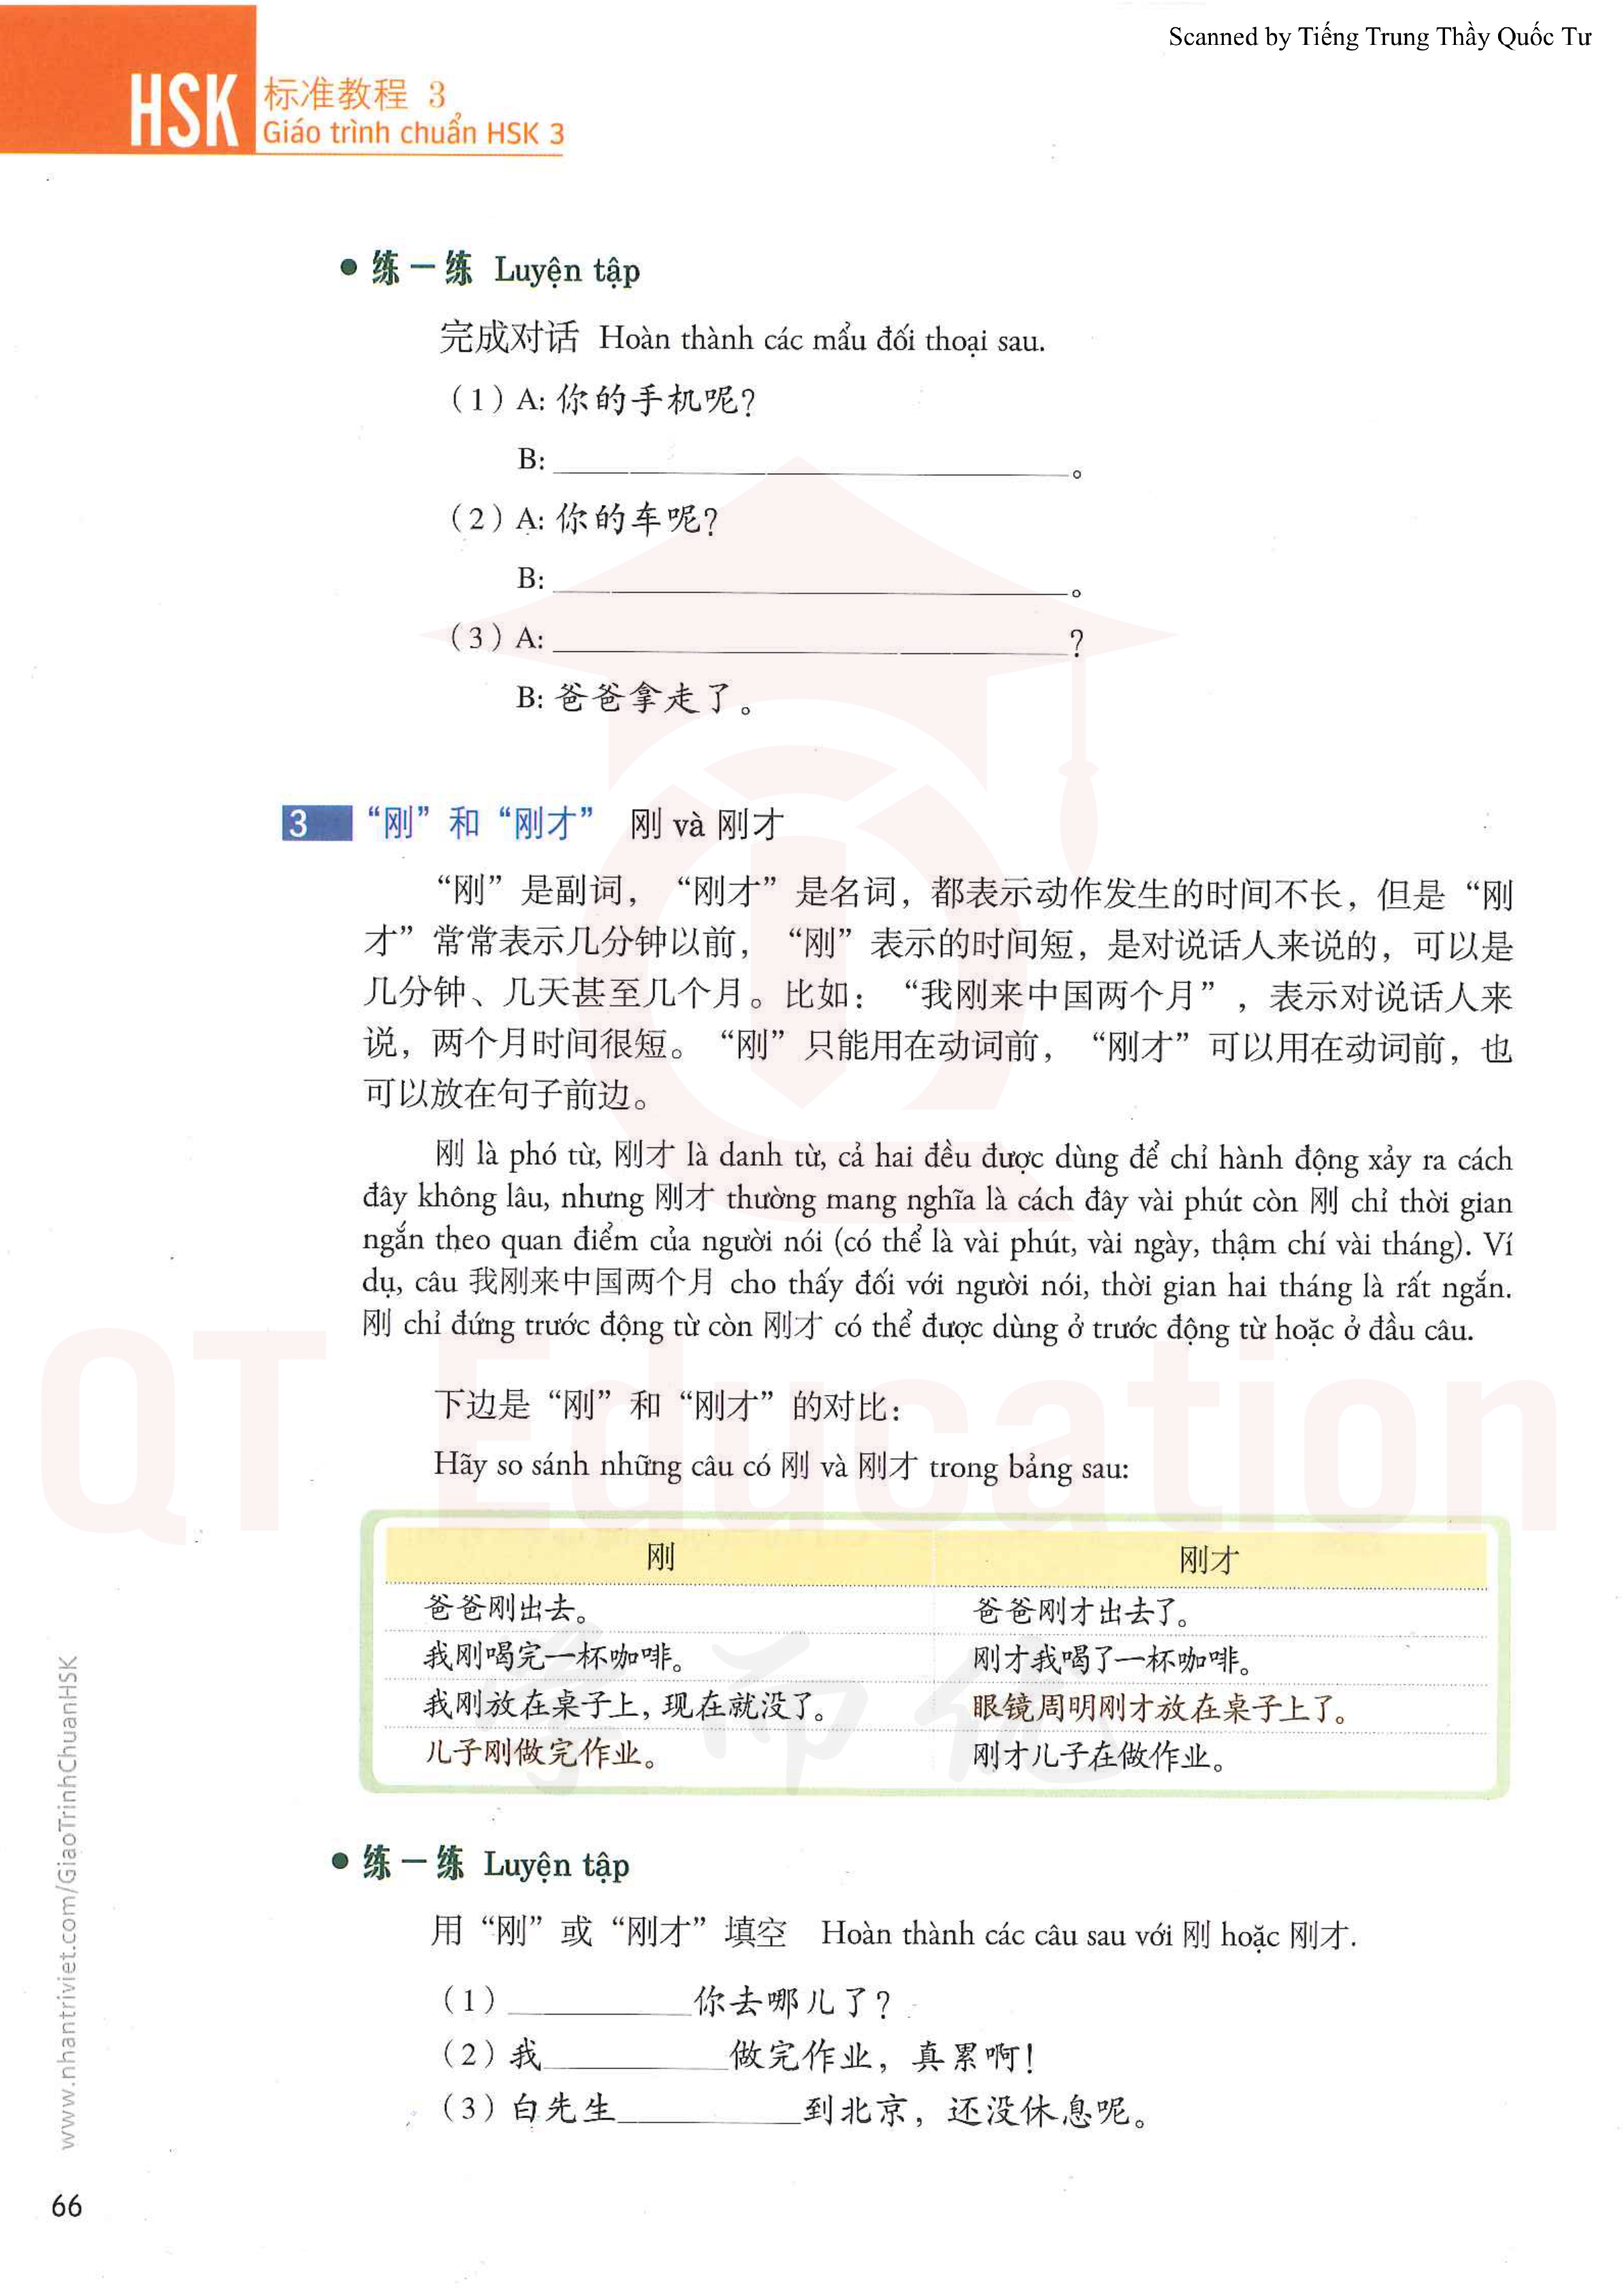 Scanned by Tiếng Trung Thầy Quốc Tư
HSK 标准教程 3
Giáo trình chuẩn HSK 3
● 练一练 Luyện tập
完成对话 Hoàn thành các mẩu đối thoại sau.
（1）A: 你的手机呢？
B: ______________________________。
（2）A: 你的车呢？
B: ______________________________。
（3）A: ______________________________？
B: 爸爸拿走了。
3 “刚”和“刚才” 刚 và 刚才
“刚”是副词，“刚才”是名词，都表示动作发生的时间不长，但是“刚
才”常常表示几分钟以前，“刚”表示的时间短，是对说话人来说的，可以是
几分钟、几天甚至几个月。比如：“我刚来中国两个月”，表示对说话人来
说，两个月时间很短。“刚”只能用在动词前，“刚才”可以用在动词前，也
可以放在句子前边。
刚 là phó từ, 刚才 là danh từ, cả hai đều được dùng để chỉ hành động xảy ra cách
đây không lâu, nhưng 刚才 thường mang nghĩa là cách đây vài phút còn 刚 chỉ thời gian
ngắn theo quan điểm của người nói (có thể là vài phút, vài ngày, thậm chí vài tháng). Ví
dụ, câu 我刚来中国两个月 cho thấy đối với người nói, thời gian hai tháng là rất ngắn.
刚 chỉ đứng trước động từ còn 刚才 có thể được dùng ở trước động từ hoặc ở đầu câu.
下边是“刚”和“刚才”的对比：
Hãy so sánh những câu có 刚 và 刚才 trong bảng sau:
QT Education
刚 刚才
爸爸刚出去。 爸爸刚才出去了。
我刚喝完一杯咖啡。 刚才我喝了一杯咖啡。
我刚放在桌子上，现在就没了。 眼镜周明刚才放在桌子上了。
儿子刚做完作业。 刚才儿子在做作业。
● 练一练 Luyện tập
用“刚”或“刚才”填空 Hoàn thành các câu sau với 刚 hoặc 刚才.
（1）__________你去哪儿了？
（2）我__________做完作业，真累啊！
（3）白先生__________到北京，还没休息呢。
www.nhantriviet.com/GiaoTrinhChuanHSK
66